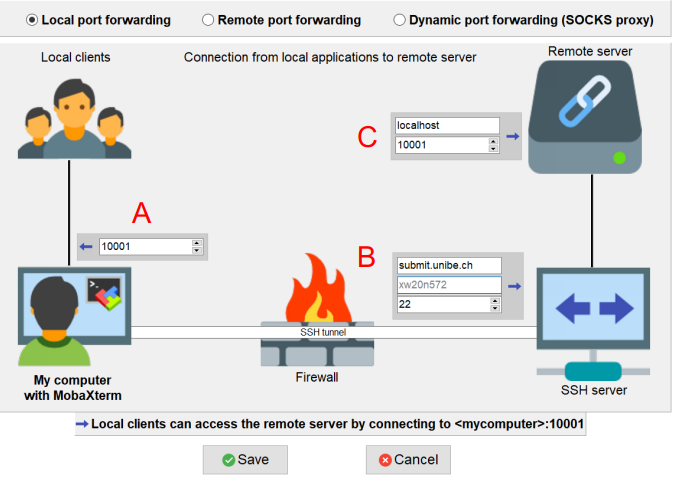 Local port forwarding Remote port forwarding Dynamic port forwarding (SOCKS proxy)
Local clients Connection from local applications to remote server Remote server
localhost
C 10001
A
10001
B
submit.unibe.ch
xw20n572
22
SSH tunnel
Firewall
My computer
with MobaXterm
SSH server
Local clients can access the remote server by connecting to <mycomputer>:10001
Save Cancel